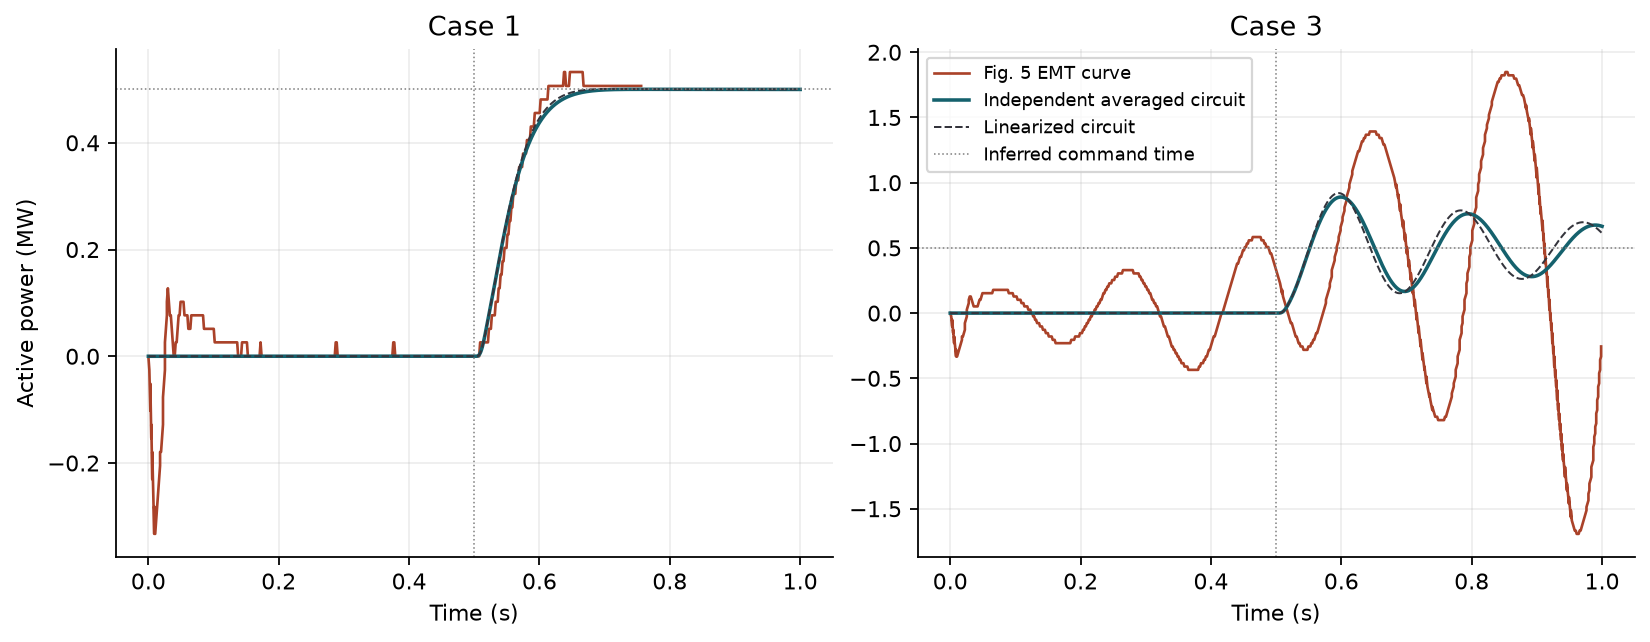 Case 1
Active power (MW)
0.4
0.2
0.0
−0.2
0.0 0.2 0.4 0.6 0.8 1.0
Time (s)
Case 3
Fig. 5 EMT curve
Independent averaged circuit
Linearized circuit
Inferred command time
2.0
1.5
1.0
0.5
0.0
−0.5
−1.0
−1.5
0.0 0.2 0.4 0.6 0.8 1.0
Time (s)